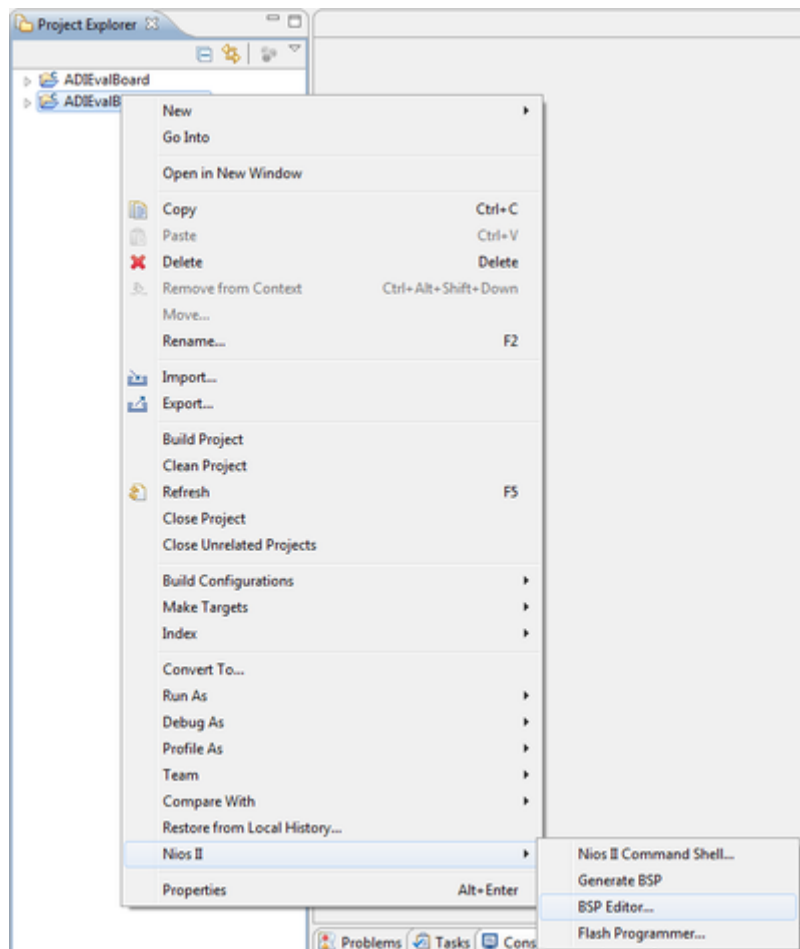 Project Explorer
ADIEvalBoard
ADIEvalB
New
Go Into
Open in New Window
Copy Ctrl+C
Paste Ctrl+V
Delete Delete
Remove from Context Ctrl+Alt+Shift+Down
Move...
Rename... F2
Import...
Export...
Build Project
Clean Project
Refresh F5
Close Project
Close Unrelated Projects
Build Configurations
Make Targets
Index
Convert To...
Run As
Debug As
Profile As
Team
Compare With
Restore from Local History...
Nios II
Properties Alt+Enter
Nios II Command Shell...
Generate BSP
BSP Editor...
Flash Programmer...
Problems Tasks Cons